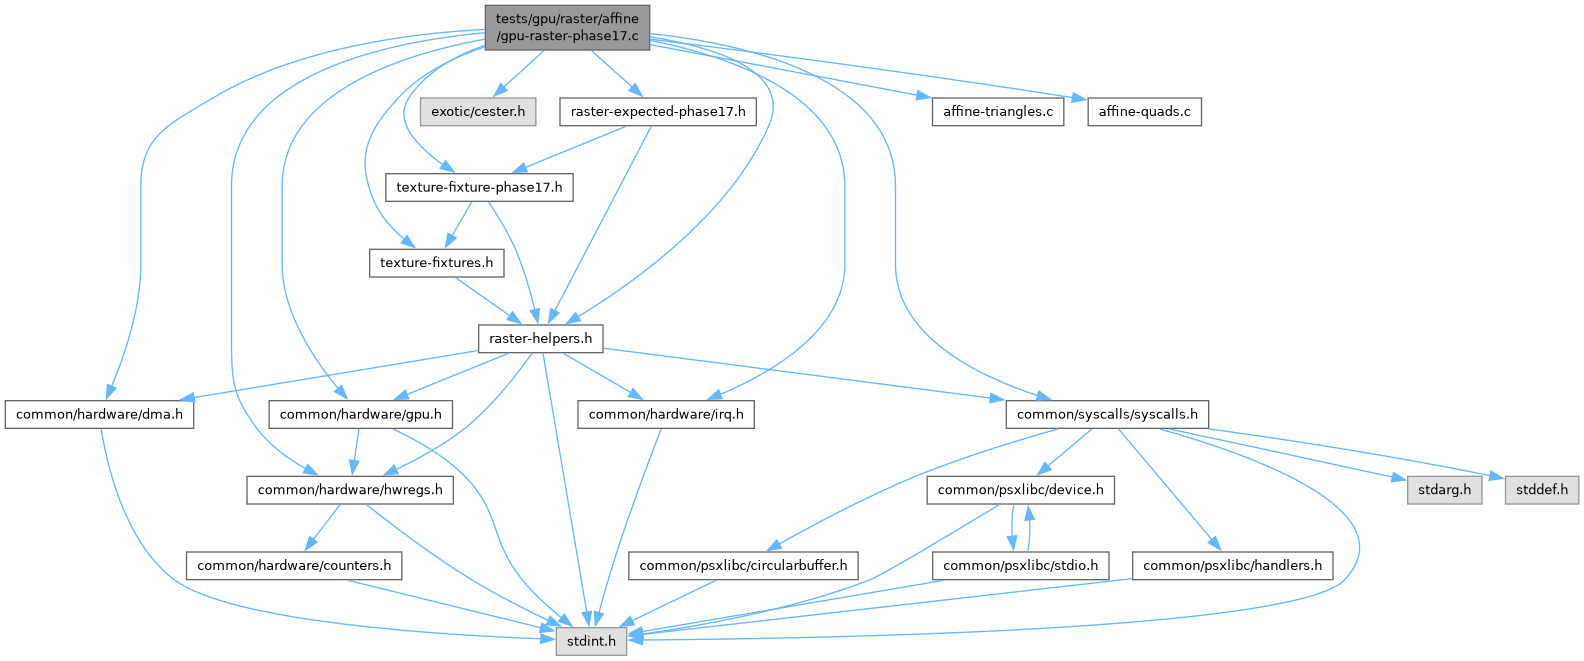 tests/gpu/raster/affine
/gpu-raster-phase17.c
exotic/cester.h
raster-expected-phase17.h
affine-triangles.c
affine-quads.c
texture-fixture-phase17.h
texture-fixtures.h
raster-helpers.h
common/hardware/dma.h
common/hardware/gpu.h
common/hardware/irq.h
common/syscalls/syscalls.h
common/hardware/hwregs.h
common/psxlibc/device.h
stdarg.h
stddef.h
common/hardware/counters.h
common/psxlibc/circularbuffer.h
common/psxlibc/stdio.h
common/psxlibc/handlers.h
stdint.h